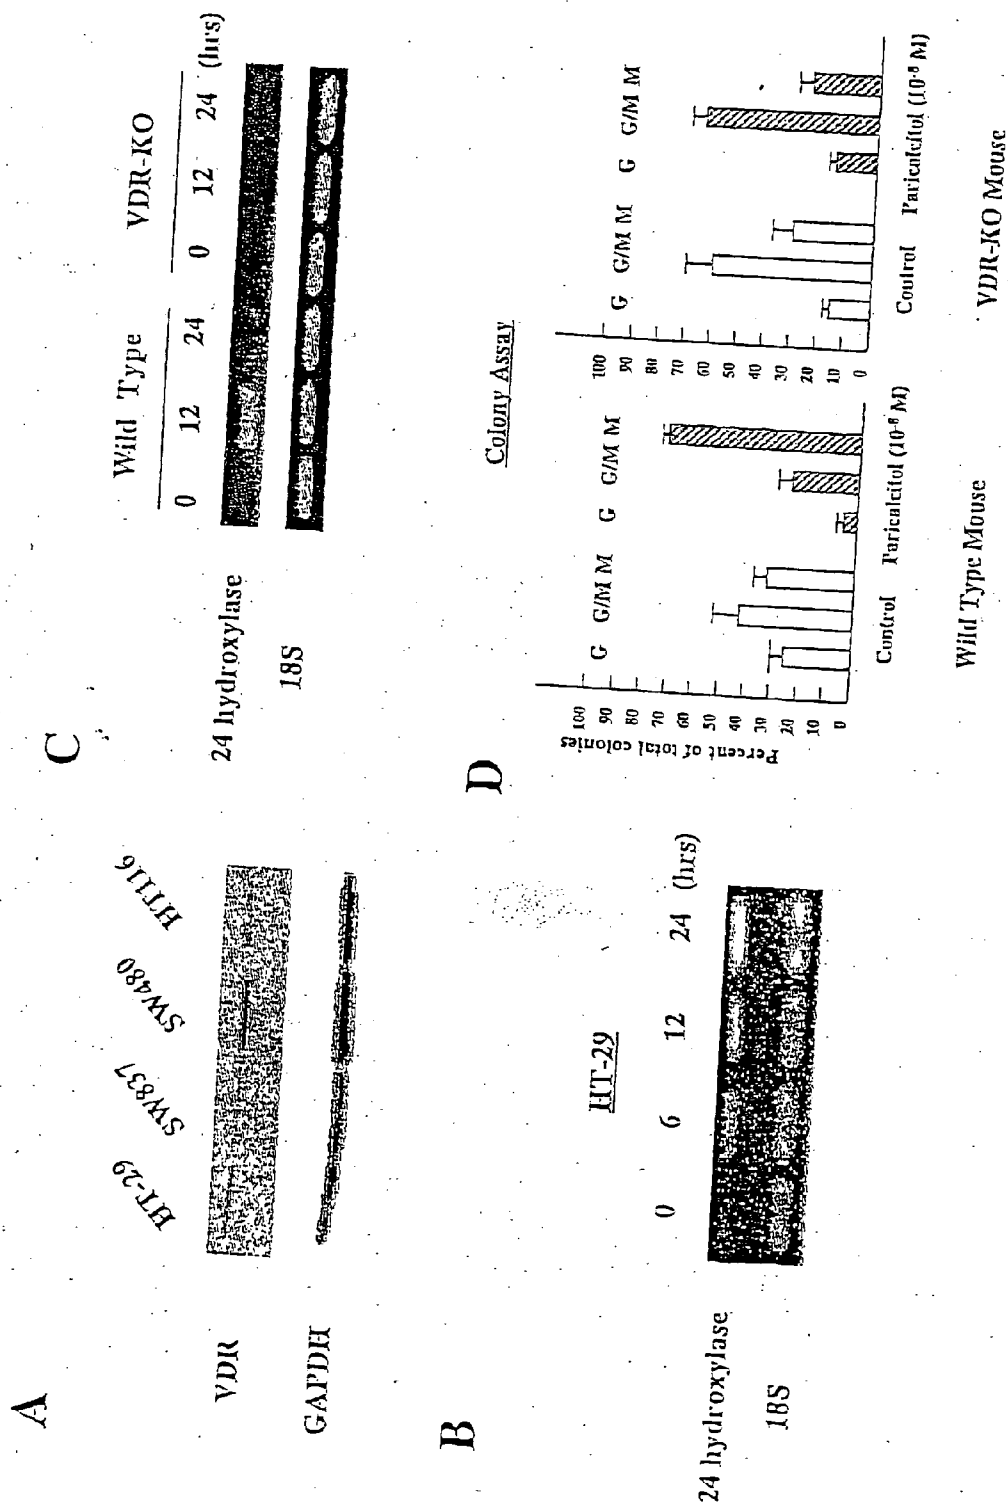 A
HT-29 SW837 SW480 HT116
VDR
GAPDH
B
HT-29
0 6 12 24 (hrs)
24 hydroxylase
18S
C
Wild Type VDR-KO
0 12 24 0 12 24 (hrs)
24 hydroxylase
18S
D
Colony Assay
Percent of total colonies
100
90
80
70
60
50
40
30
20
10
0
G G/M M G G/M M
Control Paricalcitol (10⁻⁸ M)
Wild Type Mouse
100
90
80
70
60
50
40
30
20
10
0
G G/M M G G/M M
Control Paricalcitol (10⁻⁸ M)
VDR-KO Mouse